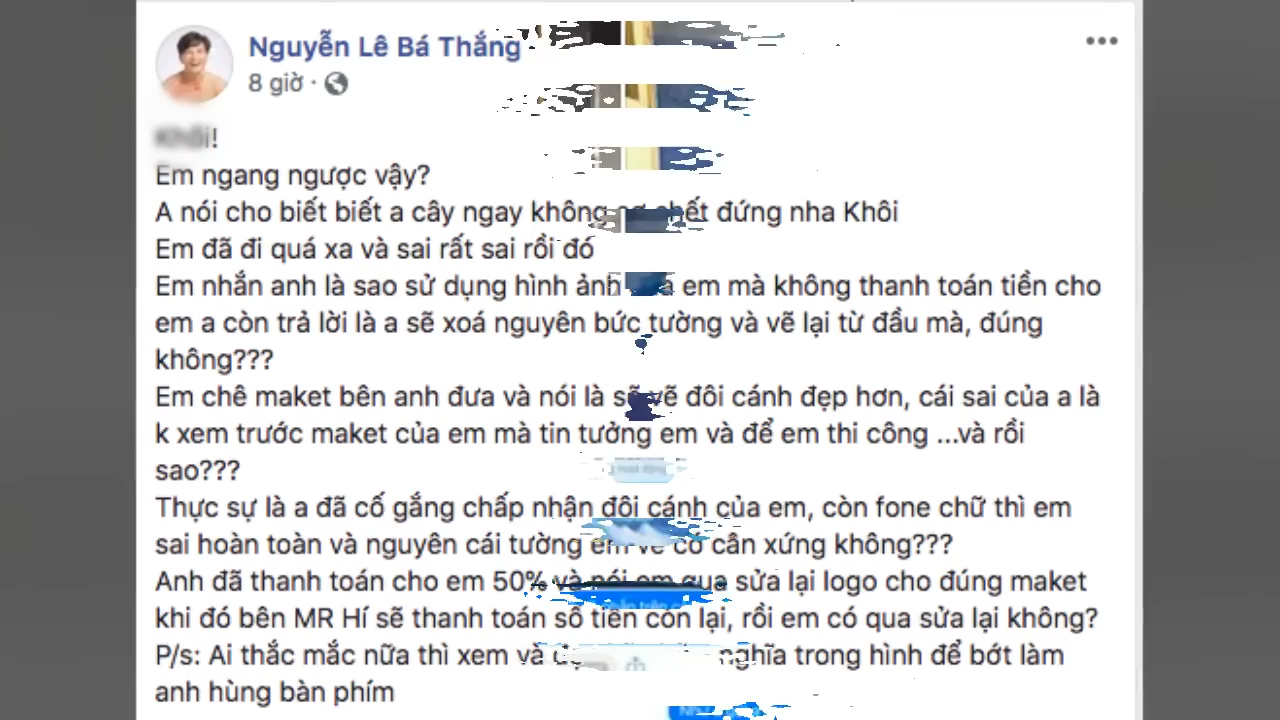 Nguyễn Lê Bá Thắng
8 giờ ·
Khôi!
Em ngang ngược vậy?
A nói cho biết biết a cây ngay không chết đứng nha Khôi
Em đã đi quá xa và sai rất sai rồi đó
Em nhắn anh là sao sử dụng hình ảnh em mà không thanh toán tiền cho
em a còn trả lời là a sẽ xoá nguyên bức tường và vẽ lại từ đầu mà, đúng
không???
Em chê maket bên anh đưa và nói là sẽ vẽ đôi cánh đẹp hơn, cái sai của a là
k xem trước maket của em mà tin tưởng em và để em thi công ...và rồi
sao???
Thực sự là a đã cố gắng chấp nhận đôi cánh của em, còn fone chữ thì em
sai hoàn toàn và nguyên cái tường em vẽ có cân xứng không???
Anh đã thanh toán cho em 50% và nói em qua sửa lại logo cho đúng maket
khi đó bên MR Hí sẽ thanh toán số tiền còn lại, rồi em có qua sửa lại không?
P/s: Ai thắc mắc nữa thì xem và nghĩa trong hình để bớt làm
anh hùng bàn phím